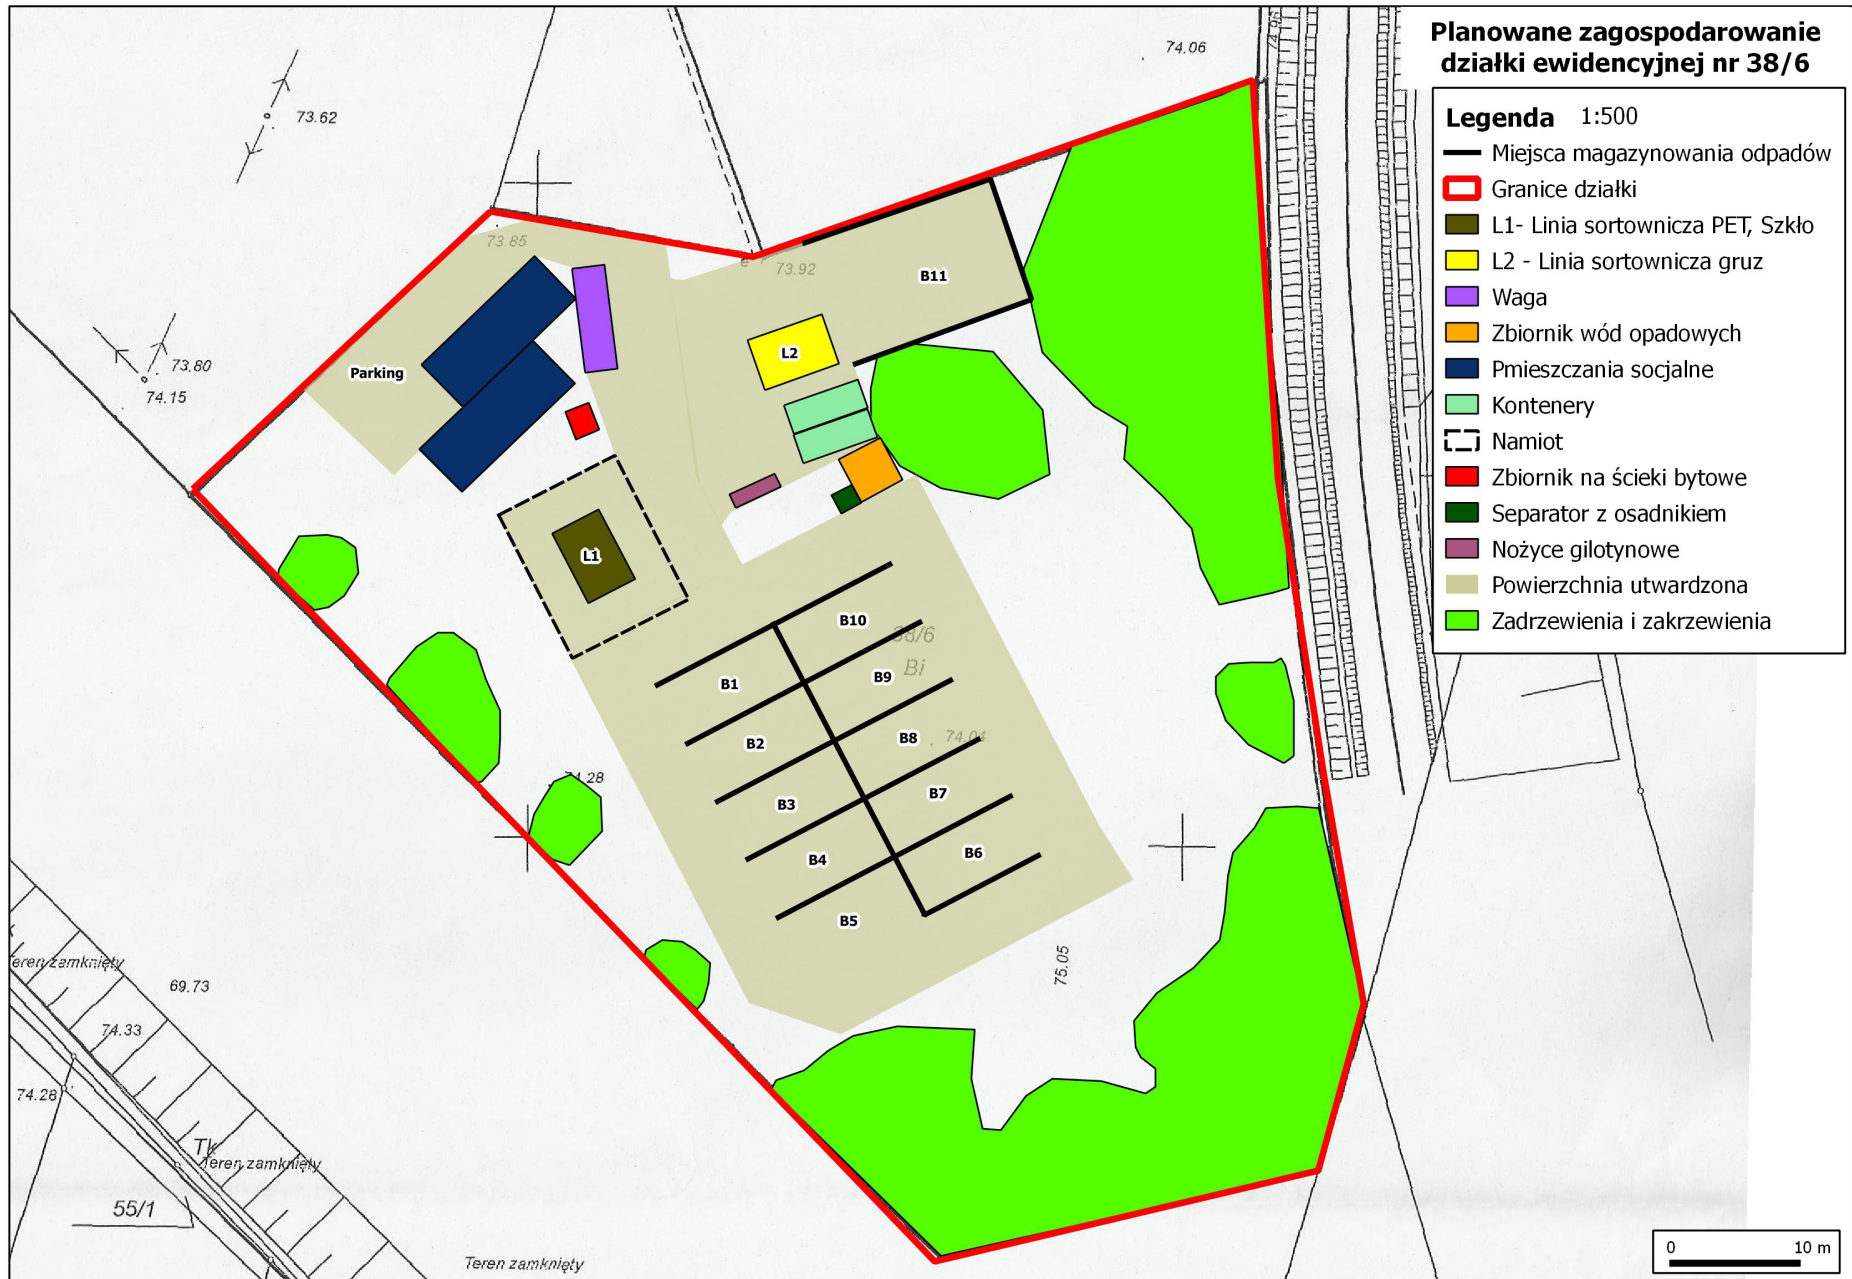 Planowane zagospodarowanie
działki ewidencyjnej nr 38/6
Legenda 1:500
Miejsca magazynowania odpadów
Granice działki
L1- Linia sortownicza PET, Szkło
L2 - Linia sortownicza gruz
Waga
Zbiornik wód opadowych
Pmieszczania socjalne
Kontenery
Namiot
Zbiornik na ścieki bytowe
Separator z osadnikiem
Nożyce gilotynowe
Powierzchnia utwardzona
Zadrzewienia i zakrzewienia
74.06
73.62
73.85
73.92
B11
L2
Parking
73.80
74.15
L1
B10
38/6
Bi
B1
B9
B2
B8
74.04
B3
B7
B4
B6
B5
74.28
75.05
Teren zamknięty
69.73
74.33
74.28
Tk
Teren zamknięty
55/1
Teren zamknięty
0 10 m